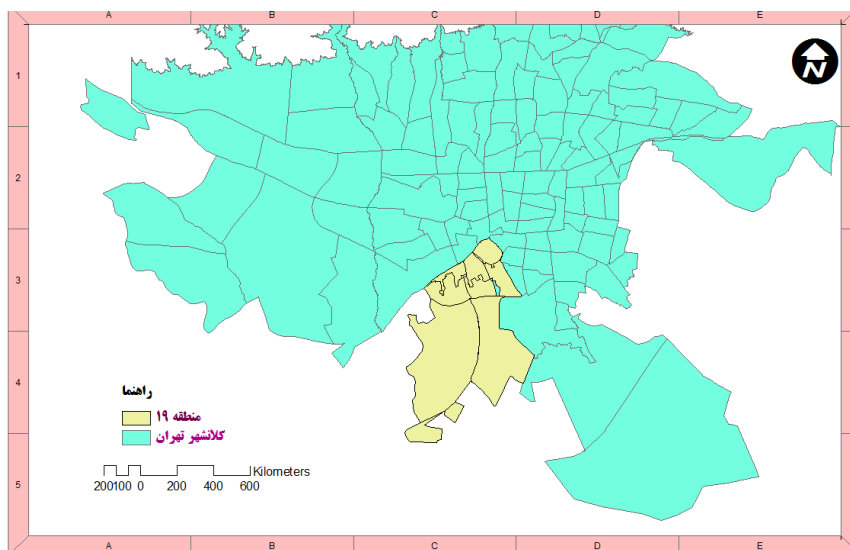 A B C D E
1
2
3
4
5
N
راهنما
منطقه ۱۹
کلانشهر تهران
Kilometers
200100 0 200 400 600
A B C D E